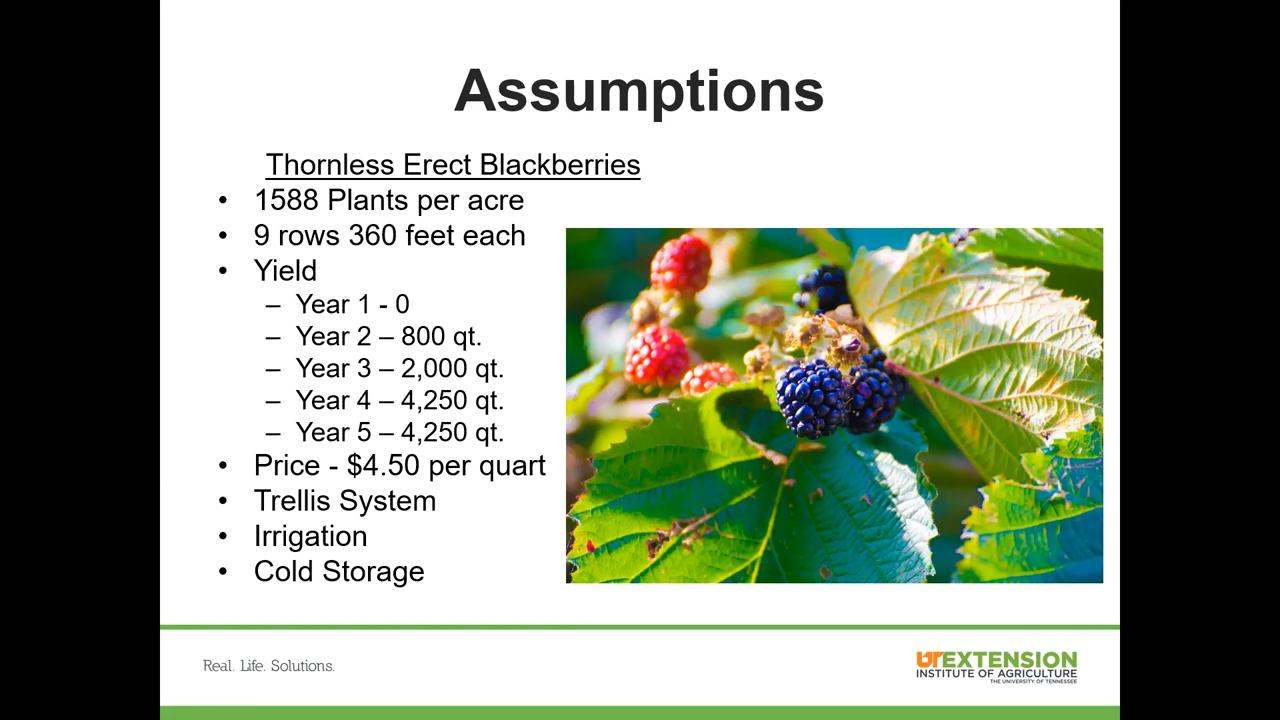 Assumptions
Thornless Erect Blackberries
• 1588 Plants per acre
• 9 rows 360 feet each
• Yield
– Year 1 - 0
– Year 2 – 800 qt.
– Year 3 – 2,000 qt.
– Year 4 – 4,250 qt.
– Year 5 – 4,250 qt.
• Price - $4.50 per quart
• Trellis System
• Irrigation
• Cold Storage
Real. Life. Solutions.
UTEXTENSION
INSTITUTE OF AGRICULTURE
THE UNIVERSITY OF TENNESSEE